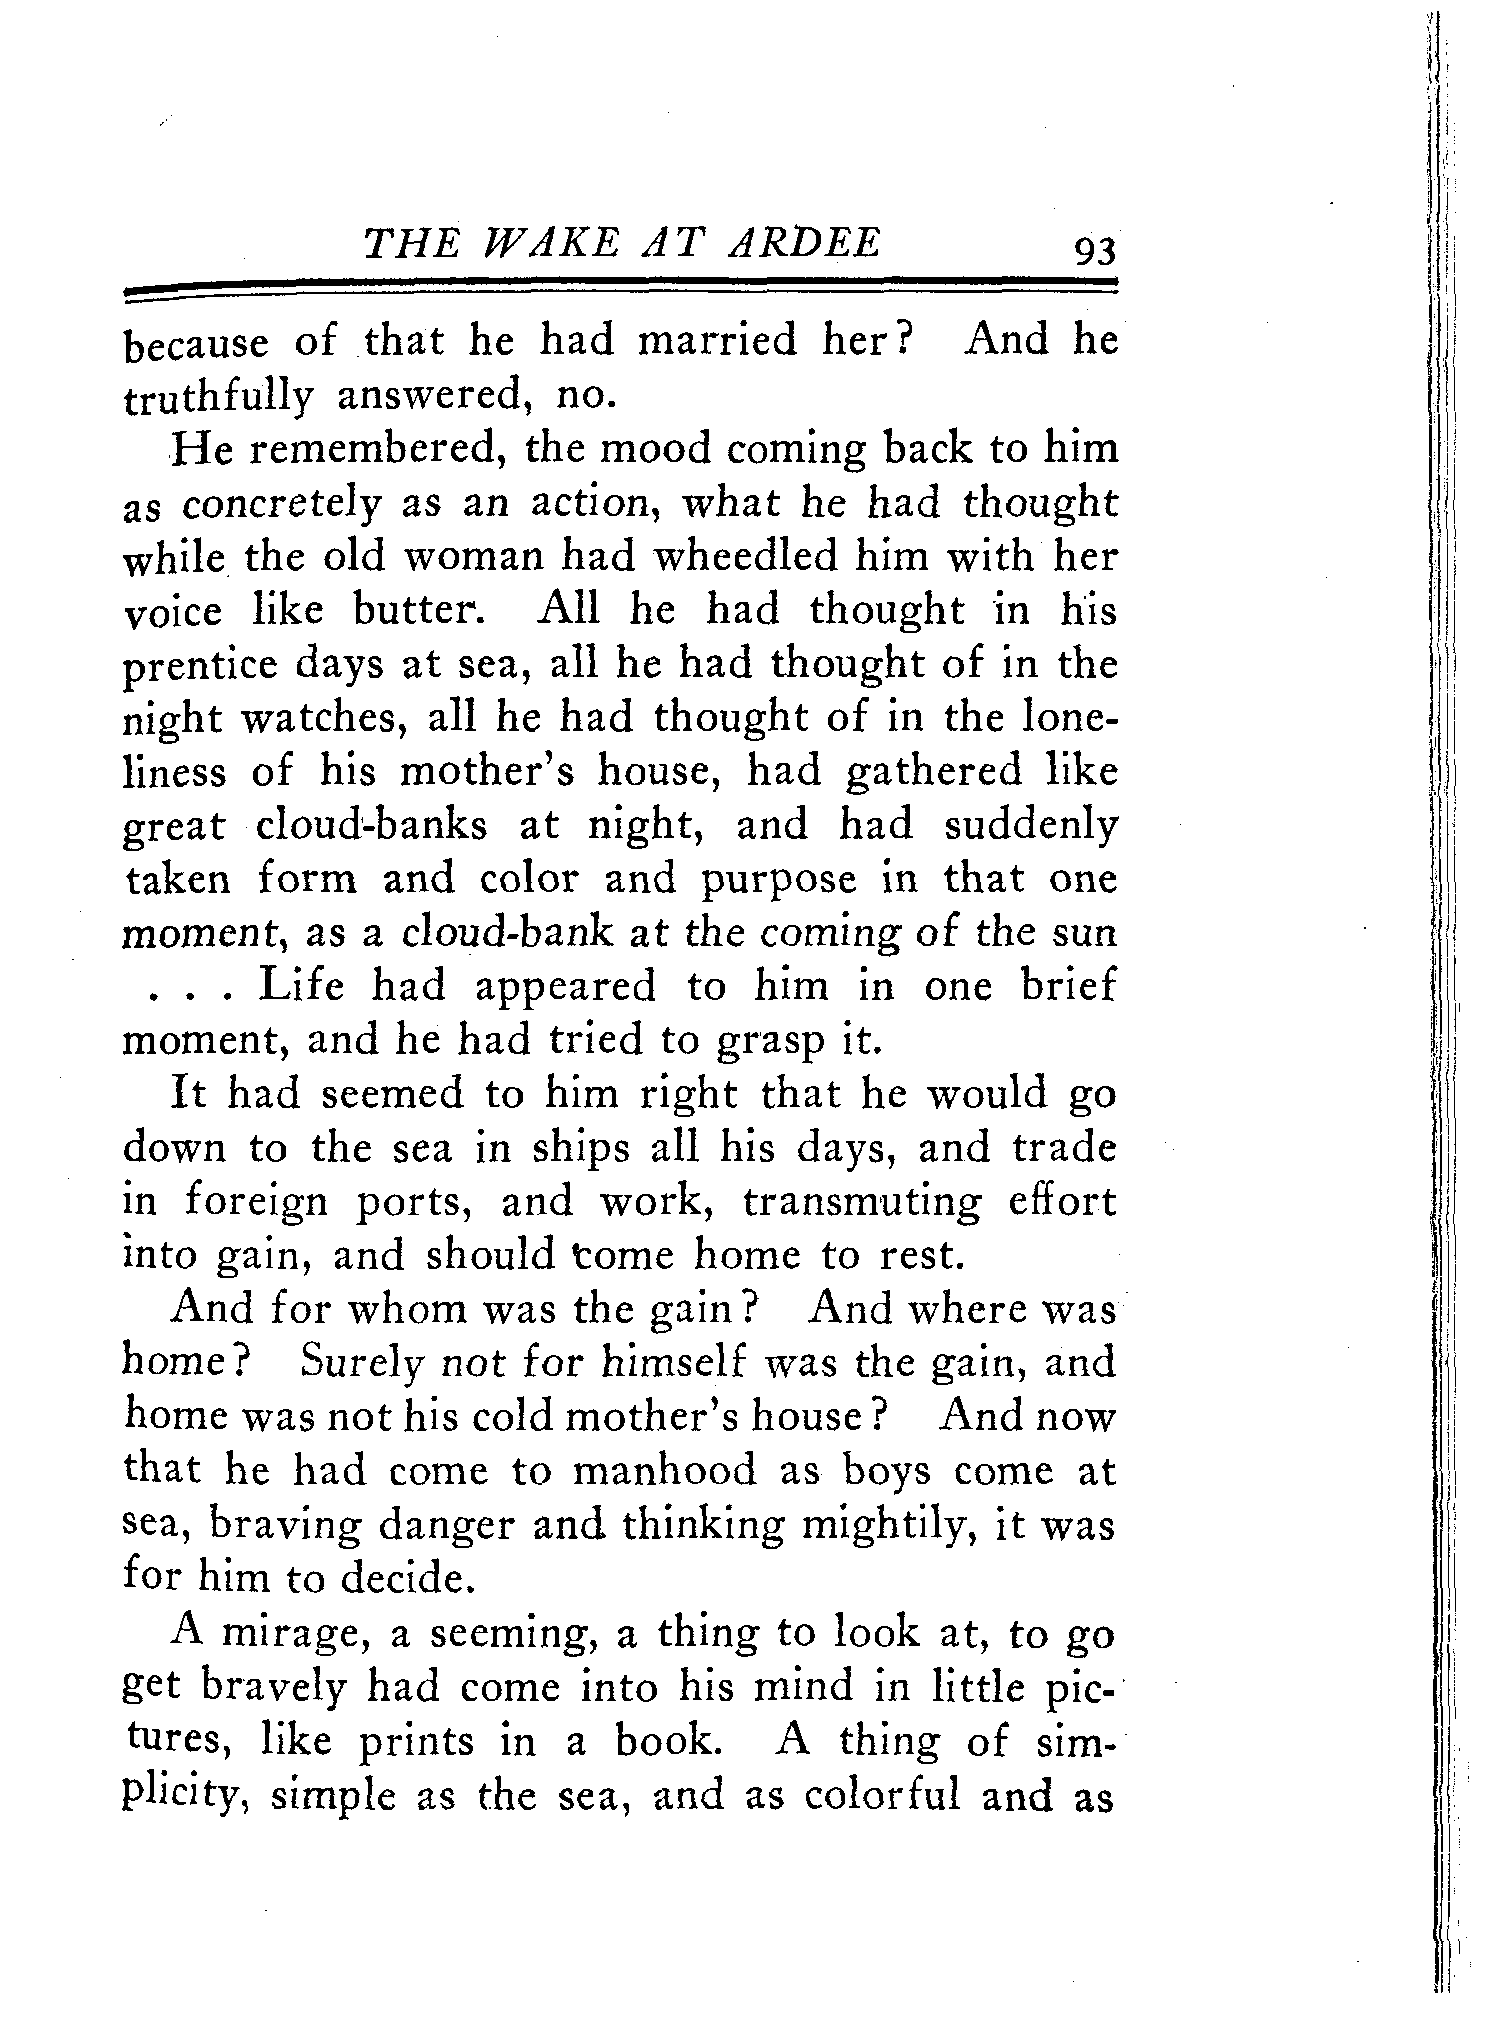 THE WAKE AT ARDEE 93
because of that he had married her? And he
truthfully answered, no.
He remembered, the mood coming back to him
as concretely as an action, what he had thought
while the old woman had wheedled him with her
voice like butter. All he had thought in his
prentice days at sea, all he had thought of in the
night watches, all he had thought of in the lone-
liness of his mother's house, had gathered like
great cloud-banks at night, and had suddenly
taken form and color and purpose in that one
moment, as a cloud-bank at the coming of the sun
. . . Life had appeared to him in one brief
moment, and he had tried to grasp it.
It had seemed to him right that he would go
down to the sea in ships all his days, and trade
in foreign ports, and work, transmuting effort
into gain, and should come home to rest.
And for whom was the gain? And where was
home? Surely not for himself was the gain, and
home was not his cold mother's house? And now
that he had come to manhood as boys come at
sea, braving danger and thinking mightily, it was
for him to decide.
A mirage, a seeming, a thing to look at, to go
get bravely had come into his mind in little pic-
tures, like prints in a book. A thing of sim-
plicity, simple as the sea, and as colorful and as